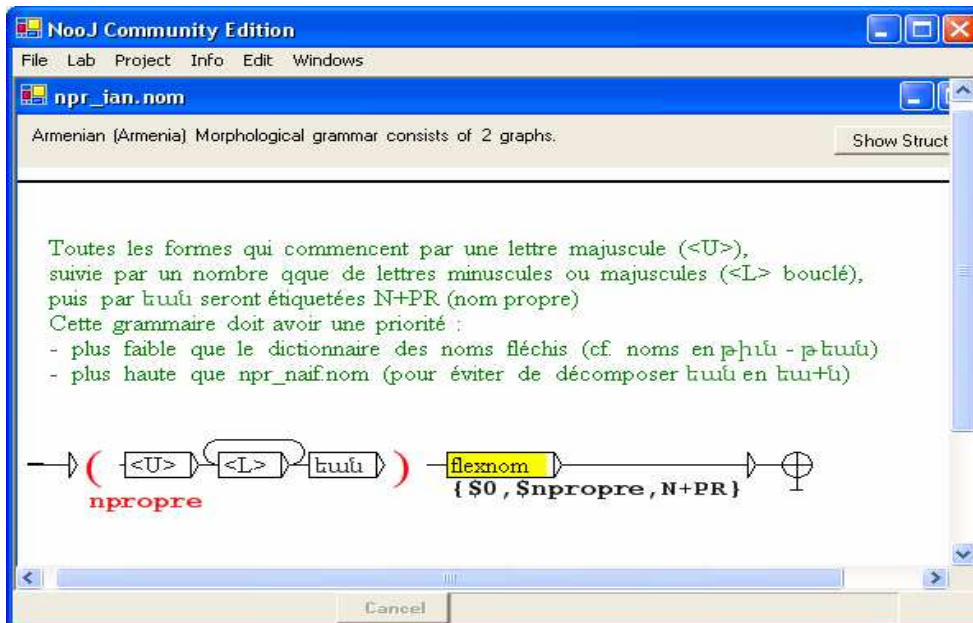 NooJ Community Edition
File Lab Project Info Edit Windows
npr_ian.nom
Armenian (Armenia) Morphological grammar consists of 2 graphs.
Show Struct
Toutes les formes qui commencent par une lettre majuscule (<U>),
suivie par un nombre qque de lettres minuscules ou majuscules (<L> bouclé),
puis par եան seront étiquetées N+PR (nom propre)
Cette grammaire doit avoir une priorité :
- plus faible que le dictionnaire des noms fléchis (cf. noms en թիւն - թեան)
- plus haute que npr_naif.nom (pour éviter de décomposer եան en եա+ն)
( <U> <L> եան ) flexnom
npropre {$0,$npropre,N+PR}
Cancel